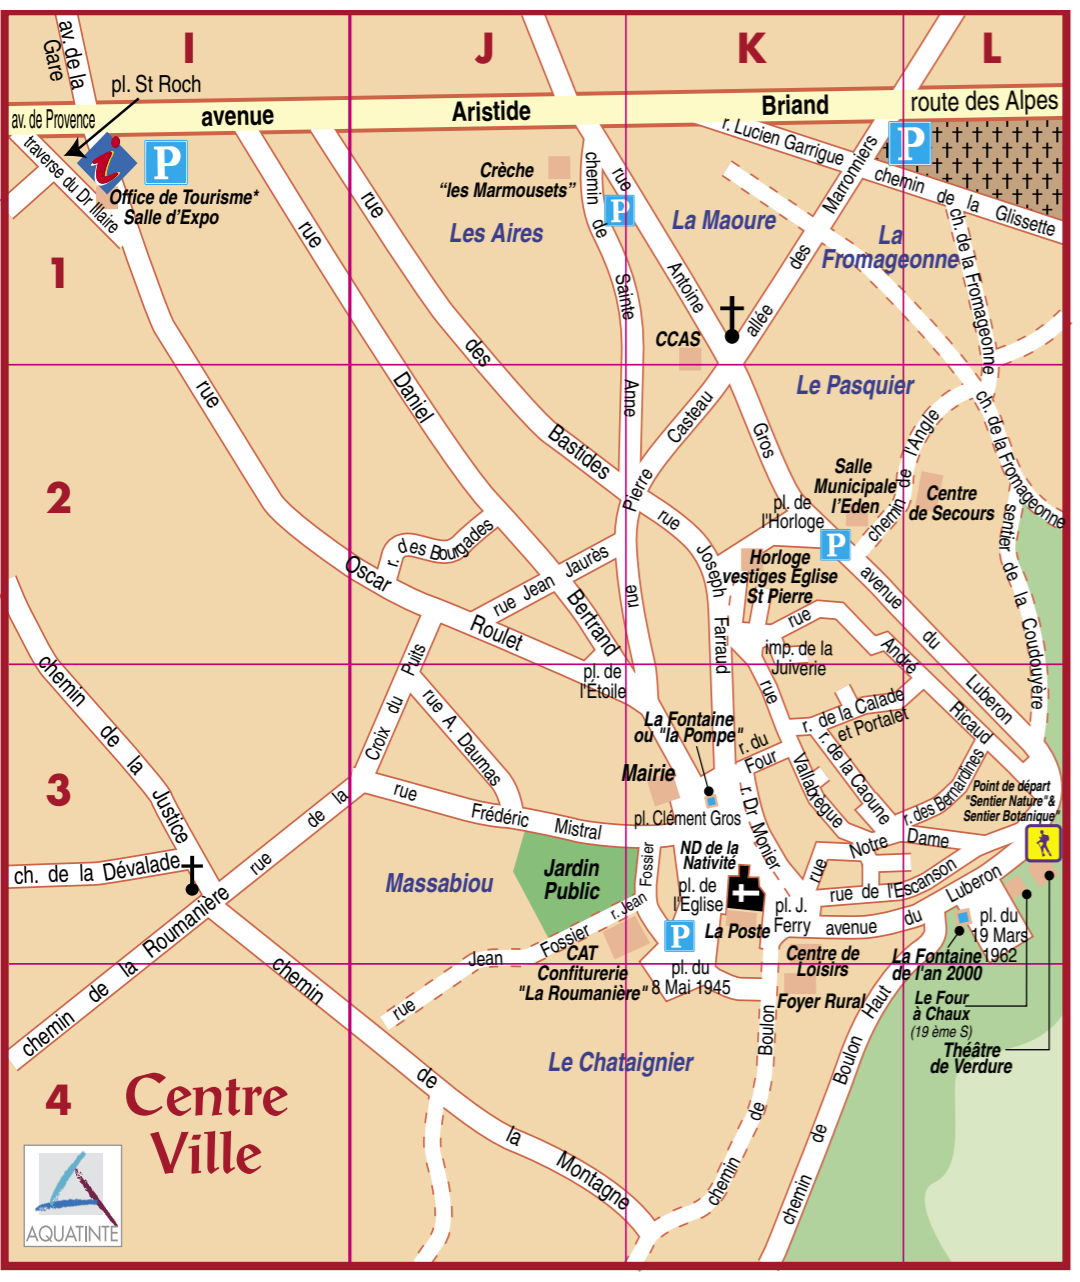 I
J
K
L
1
2
3
4
av. de la
Gare
pl. St Roch
av. de Provence
avenue
Aristide
Briand
route des Alpes
traverse du Dr Illaire
i
P
Office de Tourisme*
Salle d'Expo
rue
rue
Crèche
"les Marmousets"
Les Aires
chemin
de
Sainte
Anne
rue
P
Antoine
La Maoure
r. Lucien Garrigue
allée
des
Marronniers
P
chemin
de
la
Glissette
La
Fromageonne
ch. de la Fromageonne
CCAS
rue
des
Daniel
Bastides
Casteau
Pierre
rue
Gros
Le Pasquier
Salle
Municipale
l'Eden
chemin
de
l'Angle
Centre
de Secours
ch. de la Fromageonne
sentier
de
la
Coudouyère
pl. de
l'Horloge
P
Horloge
vestiges Eglise
St Pierre
rue
Joseph
Farraud
r.
des Bourgades
Oscar
Roulet
rue Jean Jaurès
Bertrand
avenue
du
Luberon
rue
André
Ricaud
imp. de la
Juiverie
chemin
de
la
Justice
Croix
du
Puits
rue A. Daumas
pl. de
l'Etoile
La Fontaine
ou "la Pompe"
Mairie
pl. Clément Gros
r. du
Four
rue
Vallabrègue
r. de la Calade
et Portalet
r. de la Caoune
r. des Bernardines
Point de départ
"Sentier Nature"&
Sentier Botanique"
rue
Frédéric
Mistral
r. Dr Monier
rue
Notre
Dame
rue de l'Escanson
ch. de la Dévalade
rue
de
la
chemin
de
la
Roumanière
Massabiou
Jardin
Public
Fossier
r. Jean
ND de la
Nativité
pl. de
l'Eglise
La Poste
pl. J.
Ferry
avenue
du
Luberon
pl. du
19 Mars
1962
rue
Jean
Fossier
CAT
Confiturerie
"La Roumanière"
P
pl. du
8 Mai 1945
Centre de
Loisirs
Foyer Rural
La Fontaine
de l'an 2000
Le Four
à Chaux
(19 ème S)
Théâtre
de Verdure
chemin
de
la
Montagne
Le Chataignier
chemin
de
Boulon
chemin
de
Boulon
Haut
Centre
Ville
AQUATINTE